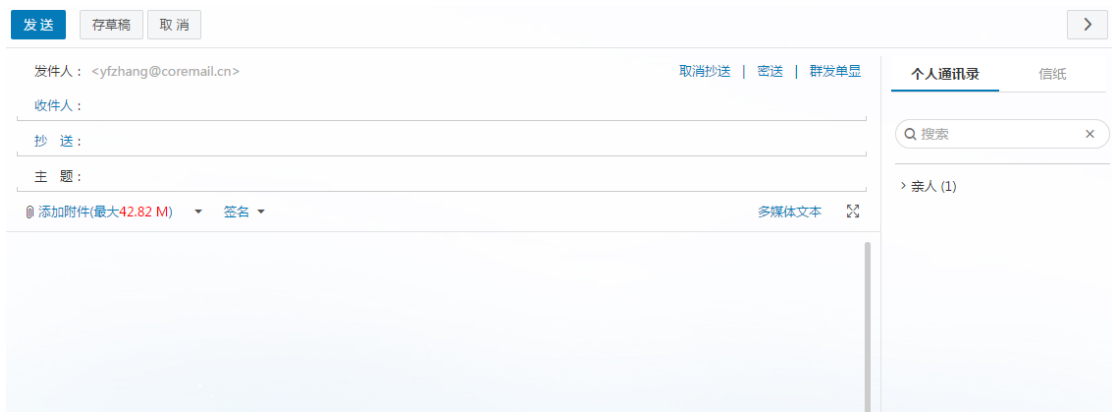 发 送 存草稿 取 消
发件人：<yfzhang@coremail.cn> 取消抄送 | 密送 | 群发单显
收件人：
抄 送：
主 题：
添加附件(最大42.82 M) 签名 多媒体文本
个人通讯录 信纸
搜索
亲人 (1)